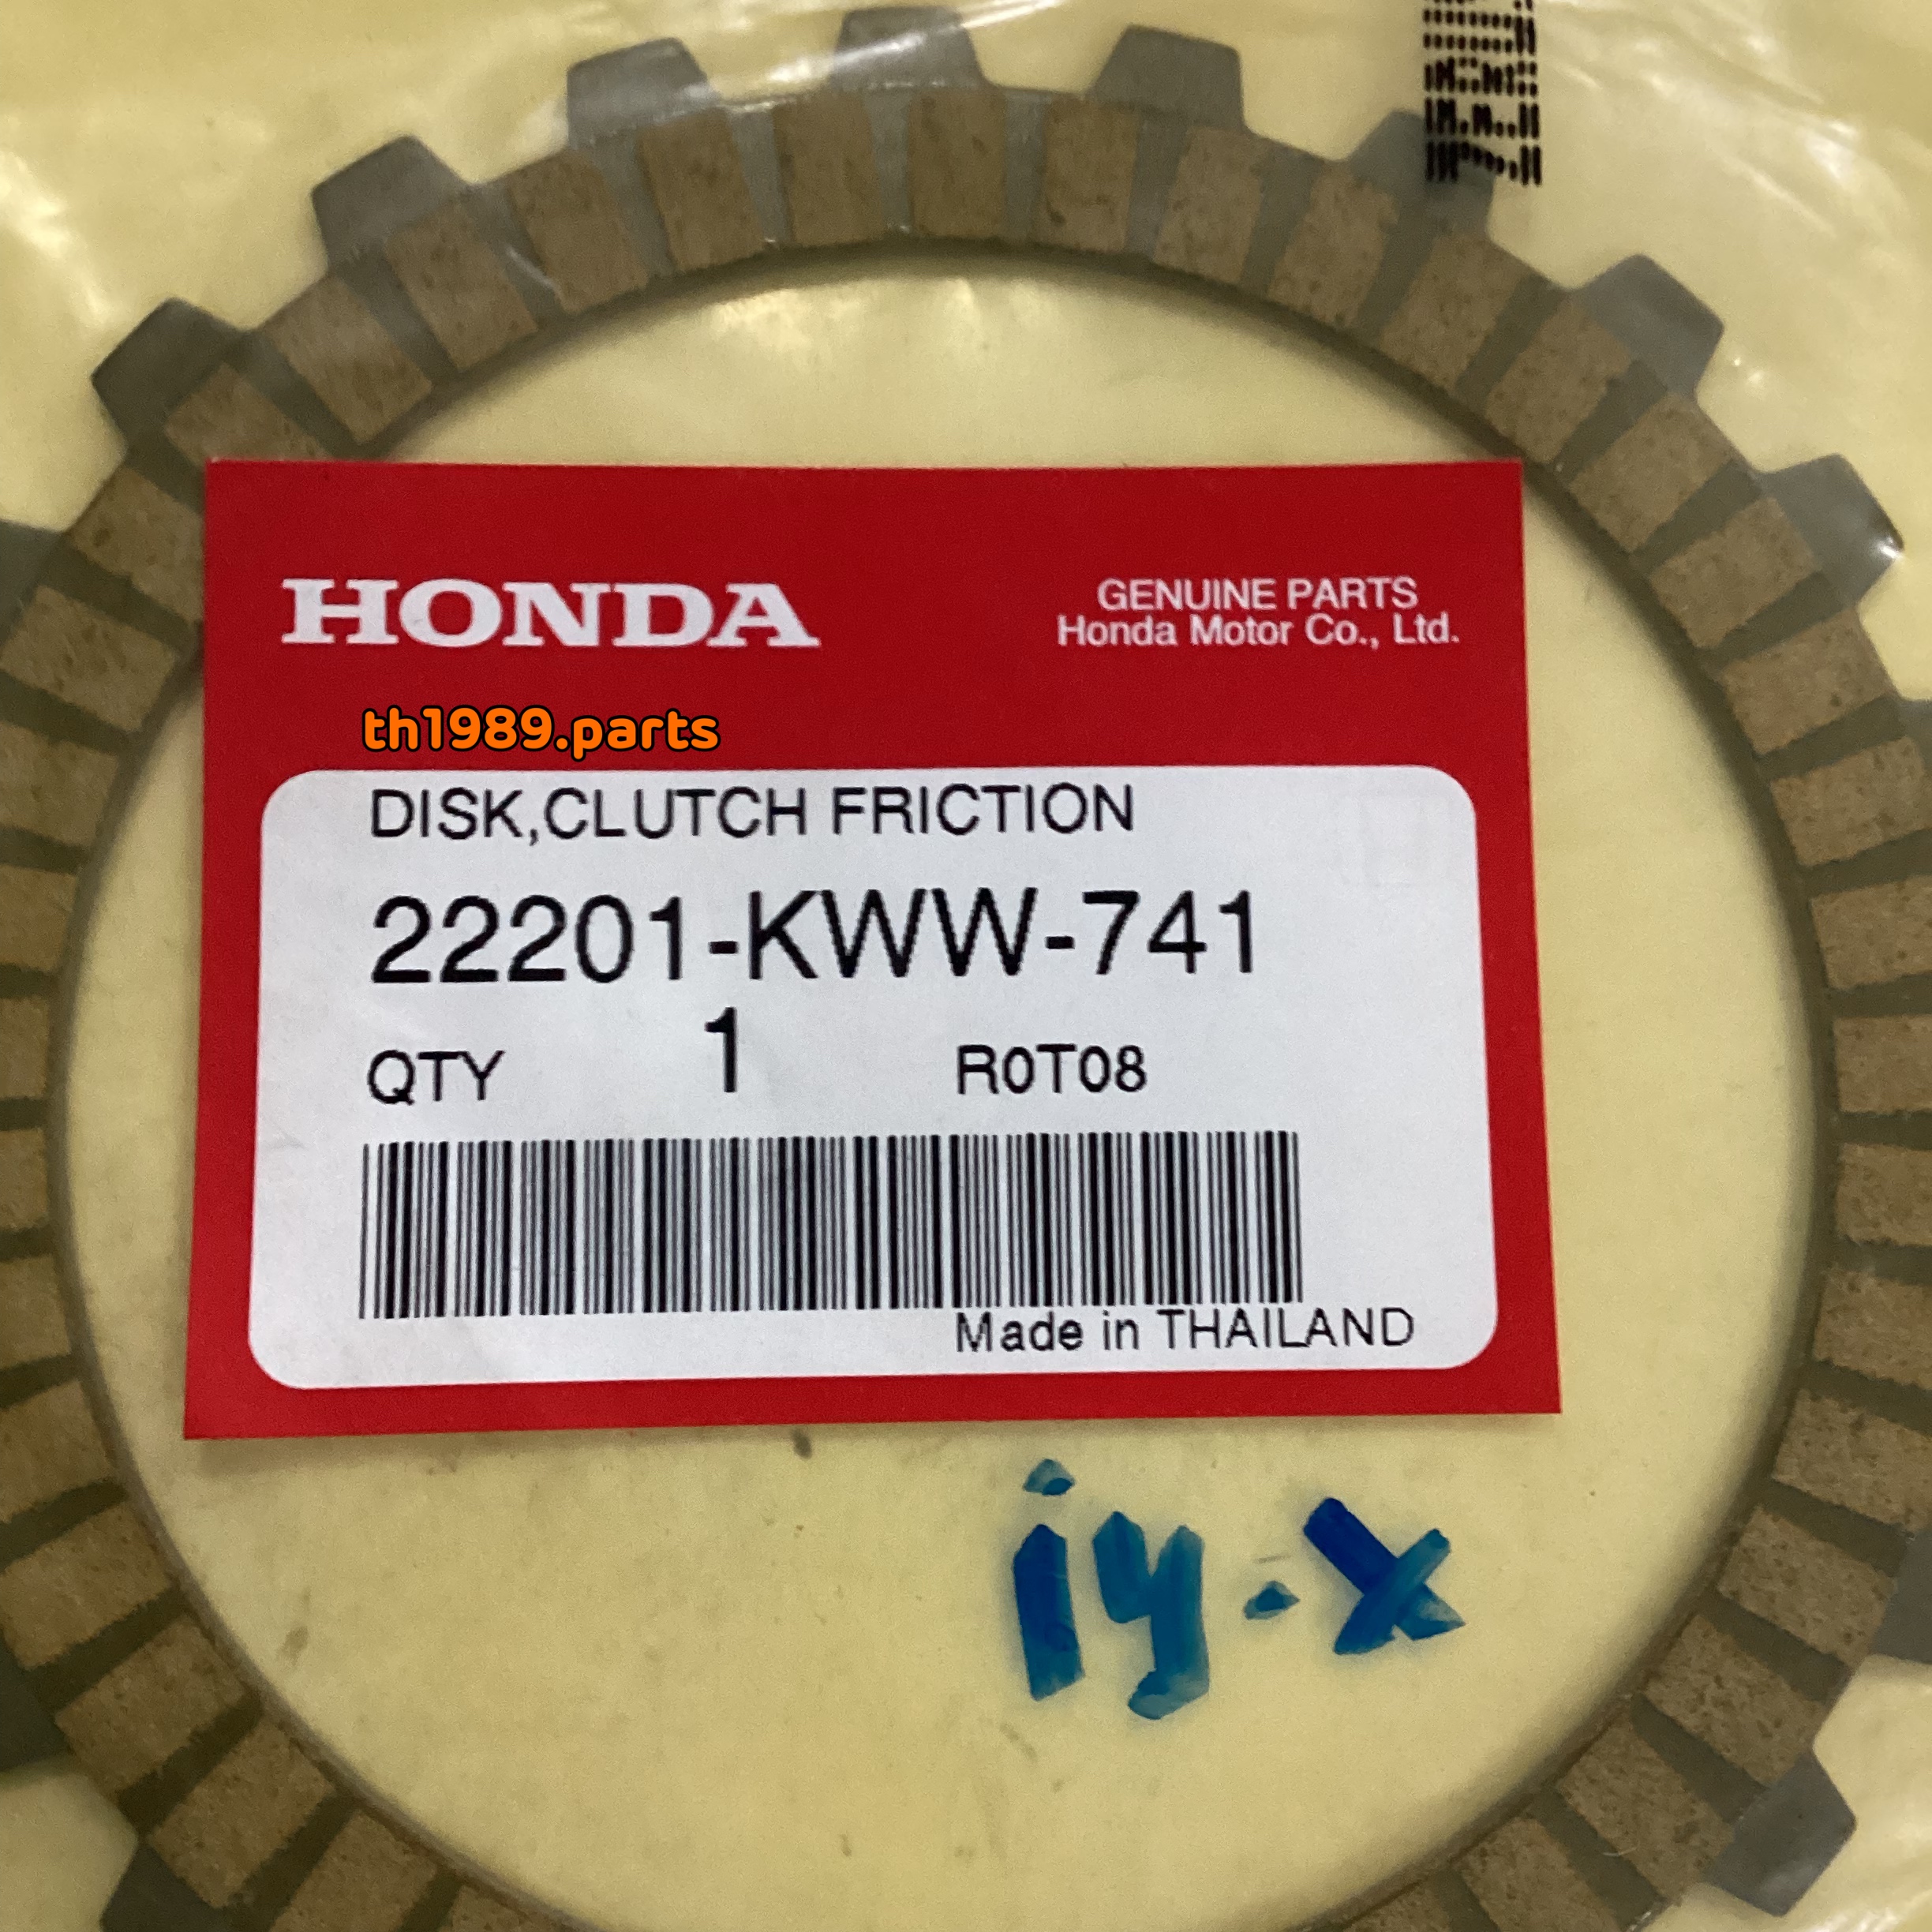 HONDA
GENUINE PARTS
Honda Motor Co., Ltd.
th1989.parts
DISK,CLUTCH FRICTION
22201-KWW-741
QTY 1 R0T08
Made in THAILAND
iy.x